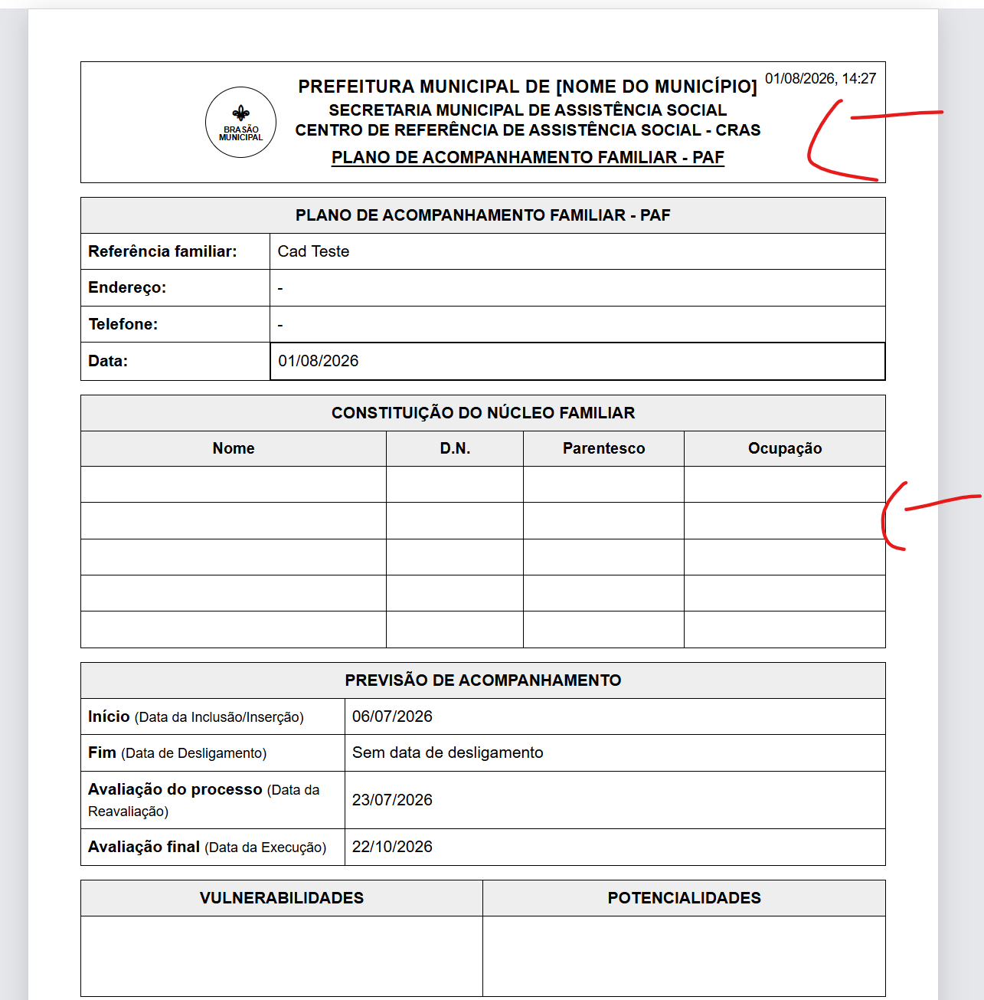 PREFEITURA MUNICIPAL DE [NOME DO MUNICÍPIO]
01/08/2026, 14:27
SECRETARIA MUNICIPAL DE ASSISTÊNCIA SOCIAL
CENTRO DE REFERÊNCIA DE ASSISTÊNCIA SOCIAL - CRAS
PLANO DE ACOMPANHAMENTO FAMILIAR - PAF
BRASÃO
MUNICIPAL
PLANO DE ACOMPANHAMENTO FAMILIAR - PAF
Referência familiar: Cad Teste
Endereço: -
Telefone: -
Data: 01/08/2026
CONSTITUIÇÃO DO NÚCLEO FAMILIAR
Nome D.N. Parentesco Ocupação
PREVISÃO DE ACOMPANHAMENTO
Início (Data da Inclusão/Inserção) 06/07/2026
Fim (Data de Desligamento) Sem data de desligamento
Avaliação do processo (Data da
Reavaliação) 23/07/2026
Avaliação final (Data da Execução) 22/10/2026
VULNERABILIDADES POTENCIALIDADES